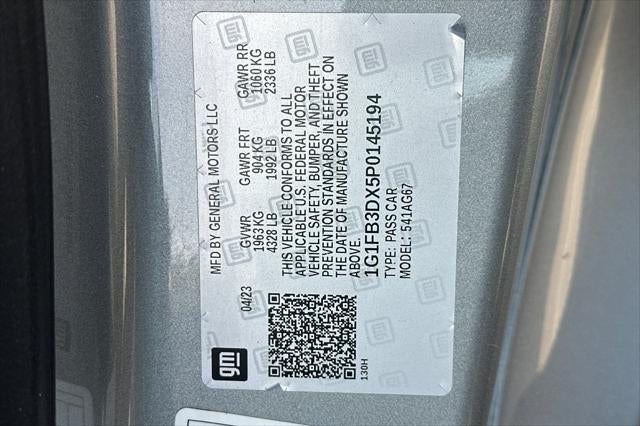 MFD BY GENERAL MOTORS LLC
04/23
GVWR GAWR FRT GAWR RR
1963 KG 904 KG 1060 KG
4328 LB 1992 LB 2336 LB
THIS VEHICLE CONFORMS TO ALL
APPLICABLE U.S. FEDERAL MOTOR
VEHICLE SAFETY, BUMPER, AND THEFT
PREVENTION STANDARDS IN EFFECT ON
THE DATE OF MANUFACTURE SHOWN
ABOVE.
1G1FB3DX5P0145194
TYPE: PASS CAR
MODEL: 541AG67
gm
130H